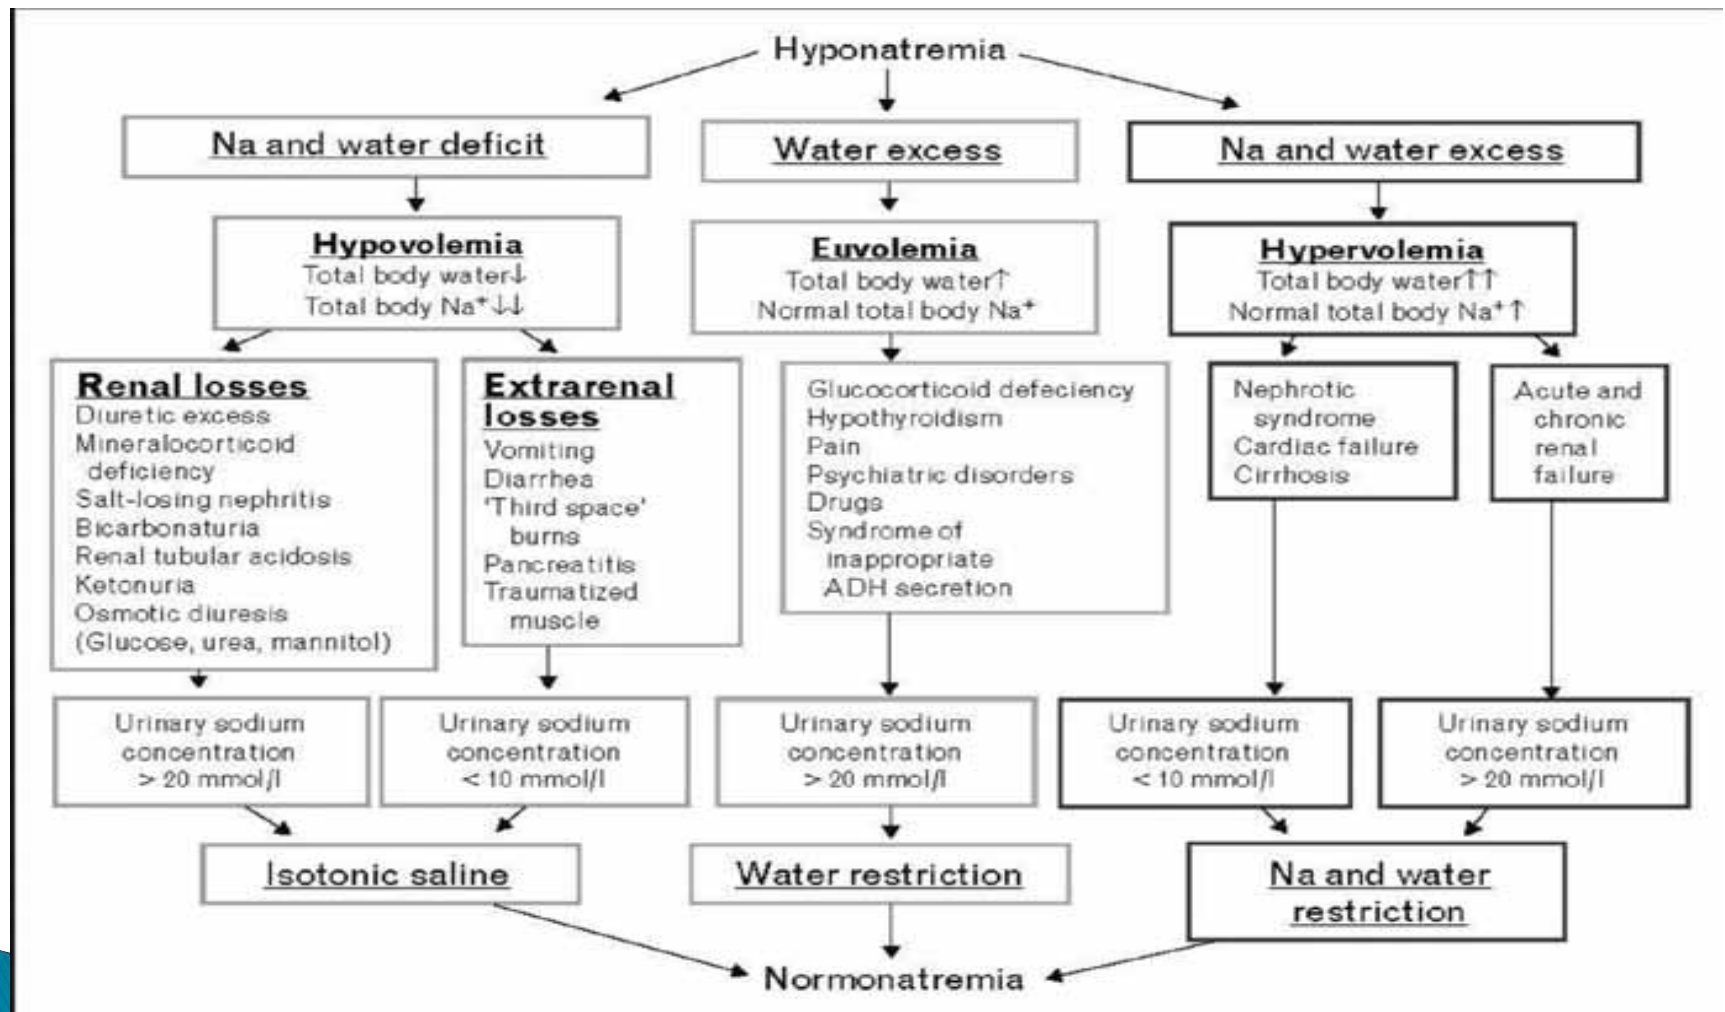 Hyponatremia
Na and water deficit
Water excess
Na and water excess
Hypovolemia
Total body water↓
Total body Na⁺ ↓↓
Euvolemia
Total body water↑
Normal total body Na⁺
Hypervolemia
Total body water↑↑
Normal total body Na⁺↑
Renal losses
Diuretic excess
Mineralocorticoid
deficiency
Salt-losing nephritis
Bicarbonaturia
Renal tubular acidosis
Ketonuria
Osmotic diuresis
(Glucose, urea, mannitol)
Extrarenal
losses
Vomiting
Diarrhea
'Third space'
burns
Pancreatitis
Traumatized
muscle
Glucocorticoid defeciency
Hypothyroidism
Pain
Psychiatric disorders
Drugs
Syndrome of
inappropriate
ADH secretion
Nephrotic
syndrome
Cardiac failure
Cirrhosis
Acute and
chronic
renal
failure
Urinary sodium
concentration
> 20 mmol/l
Urinary sodium
concentration
< 10 mmol/l
Urinary sodium
concentration
> 20 mmol/l
Urinary sodium
concentration
< 10 mmol/l
Urinary sodium
concentration
> 20 mmol/l
Isotonic saline
Water restriction
Na and water
restriction
Normonatremia